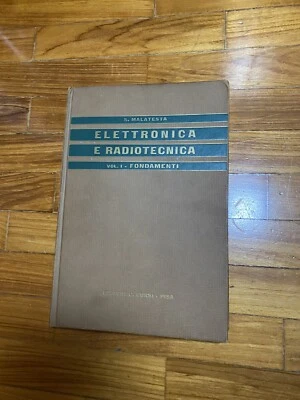 S. MALATESTA
ELETTRONICA
E RADIOTECNICA
VOL. I - FONDAMENTI